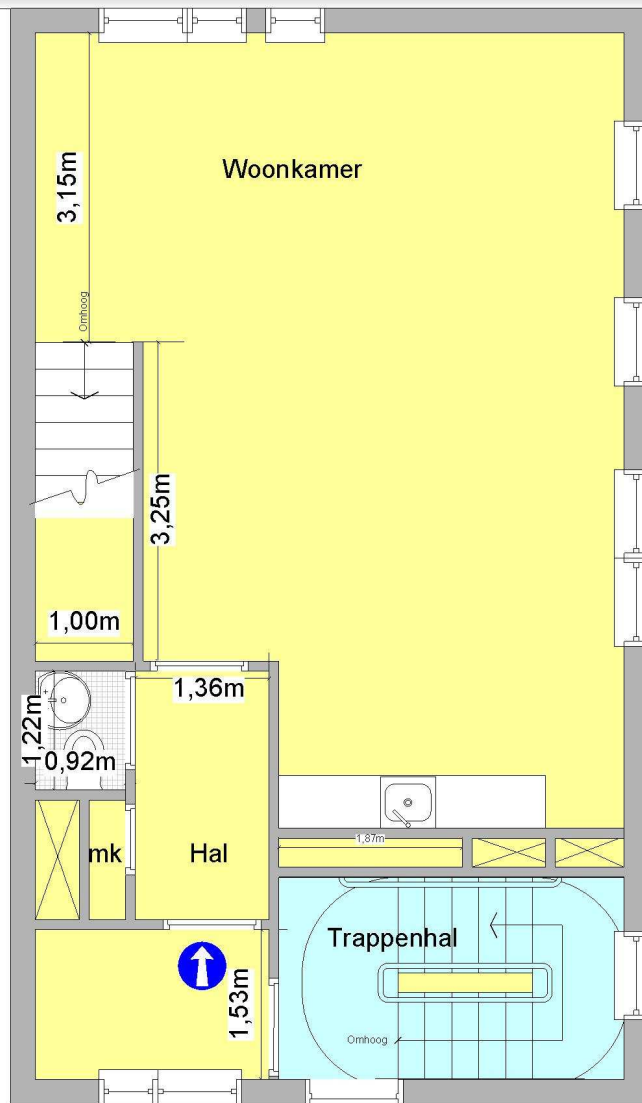 Woonkamer
3,15m
Omhoog
3,25m
1,00m
1,36m
1,22m
0,92m
mk
Hal
1,87m
Trappenhal
1,53m
Omhoog